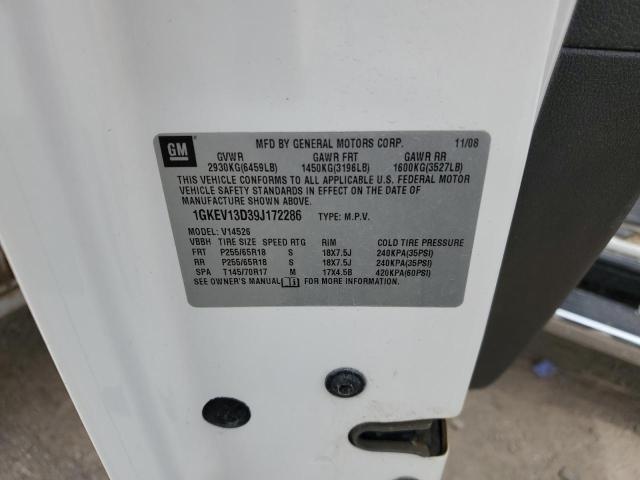 GM
MFD BY GENERAL MOTORS CORP. 11/08
GVWR GAWR FRT GAWR RR
2930KG(6459LB) 1450KG(3196LB) 1600KG(3527LB)
THIS VEHICLE CONFORMS TO ALL APPLICABLE U.S. FEDERAL MOTOR
VEHICLE SAFETY STANDARDS IN EFFECT ON THE DATE OF
MANUFACTURE SHOWN ABOVE.
1GKEV13D39J172286 TYPE: M.P.V.
MODEL: V14526
VBBH TIRE SIZE SPEED RTG RIM COLD TIRE PRESSURE
FRT P255/65R18 S 18X7.5J 240KPA(35PSI)
RR P255/65R18 S 18X7.5J 240KPA(35PSI)
SPA T145/70R17 M 17X4.5B 420KPA(60PSI)
SEE OWNER'S MANUAL FOR MORE INFORMATION.